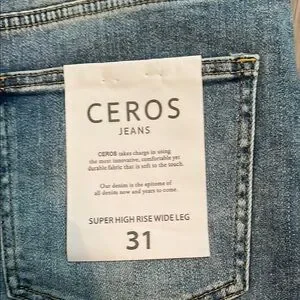 CEROS
JEANS
CEROS takes charge in using
the most innovative, comfortable yet
durable fabric that is soft to the touch.
Our denim is the epitome of
all denim now and years to come.
SUPER HIGH RISE WIDE LEG
31